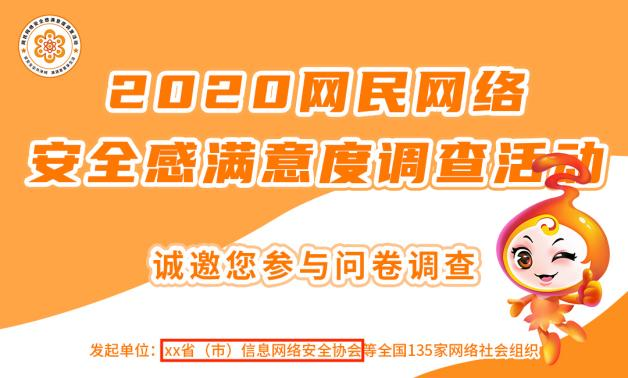 2020网民网络
安全感满意度调查活动
诚邀您参与问卷调查
发起单位：xx省（市）信息网络安全协会等全国135家网络社会组织